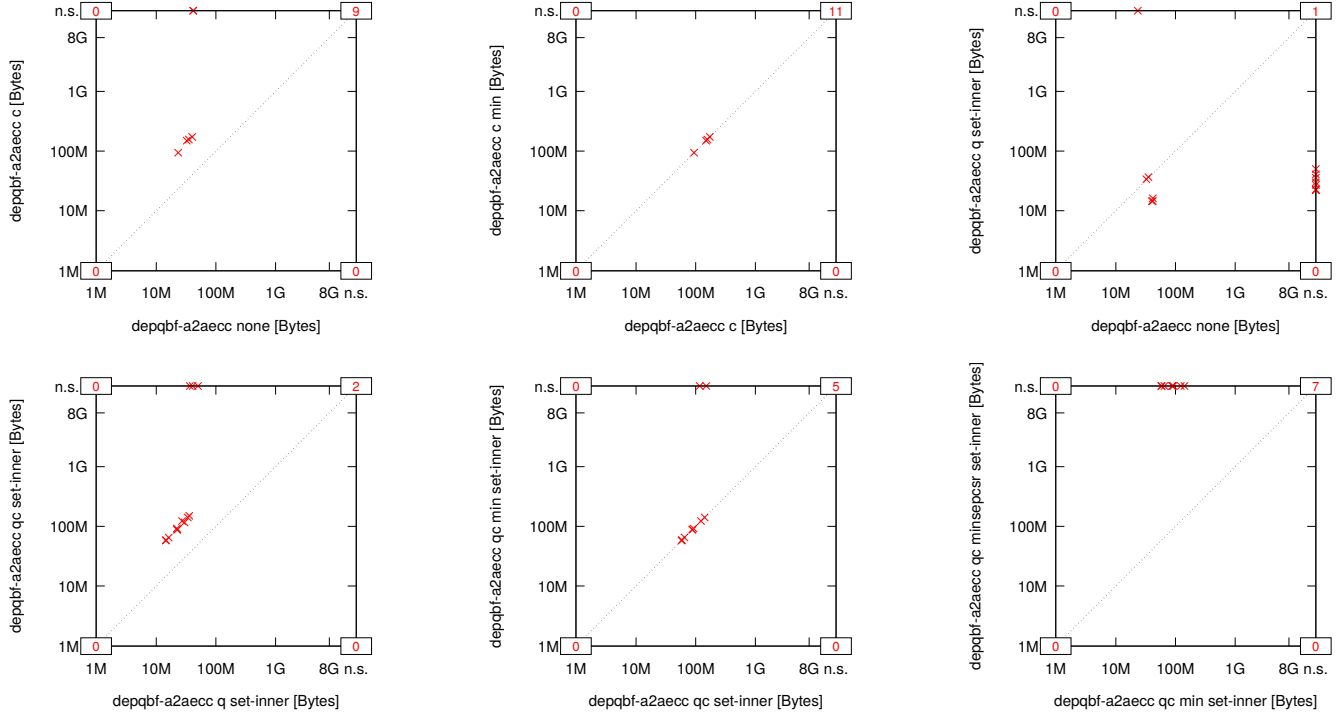 depqbf-a2aecc c [Bytes]
n.s.
8G
1G
100M
10M
1M
0
9
0
0
1M 10M 100M 1G 8G n.s.
depqbf-a2aecc none [Bytes]
depqbf-a2aecc c min [Bytes]
n.s.
8G
1G
100M
10M
1M
0
11
0
0
1M 10M 100M 1G 8G n.s.
depqbf-a2aecc c [Bytes]
depqbf-a2aecc q set-inner [Bytes]
n.s.
8G
1G
100M
10M
1M
0
1
0
0
1M 10M 100M 1G 8G n.s.
depqbf-a2aecc none [Bytes]
depqbf-a2aecc qc set-inner [Bytes]
n.s.
8G
1G
100M
10M
1M
0
2
0
0
1M 10M 100M 1G 8G n.s.
depqbf-a2aecc q set-inner [Bytes]
depqbf-a2aecc qc min set-inner [Bytes]
n.s.
8G
1G
100M
10M
1M
0
5
0
0
1M 10M 100M 1G 8G n.s.
depqbf-a2aecc qc set-inner [Bytes]
depqbf-a2aecc qc minsepcsr set-inner [Bytes]
n.s.
8G
1G
100M
10M
1M
0
7
0
0
1M 10M 100M 1G 8G n.s.
depqbf-a2aecc qc min set-inner [Bytes]